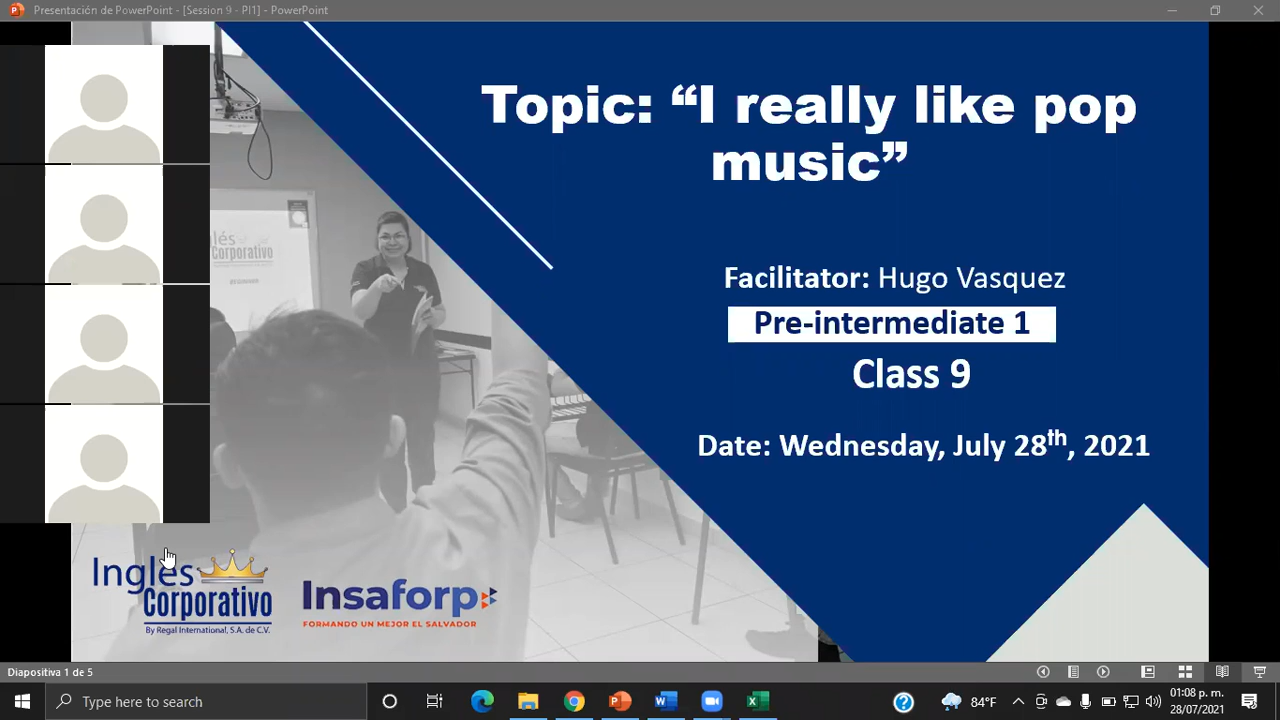 Presentación de PowerPoint - [Session 9 - PI1] - PowerPoint
Topic: “I really like pop
music”
Facilitator: Hugo Vasquez
Pre-intermediate 1
Class 9
Date: Wednesday, July 28th, 2021
Inglés
Corporativo
Inglés
Corporativo
By Regal International, S.A. de C.V.
Insaforp
FORMANDO UN MEJOR EL SALVADOR
Diapositiva 1 de 5
Type here to search
84°F
01:08 p. m.
28/07/2021